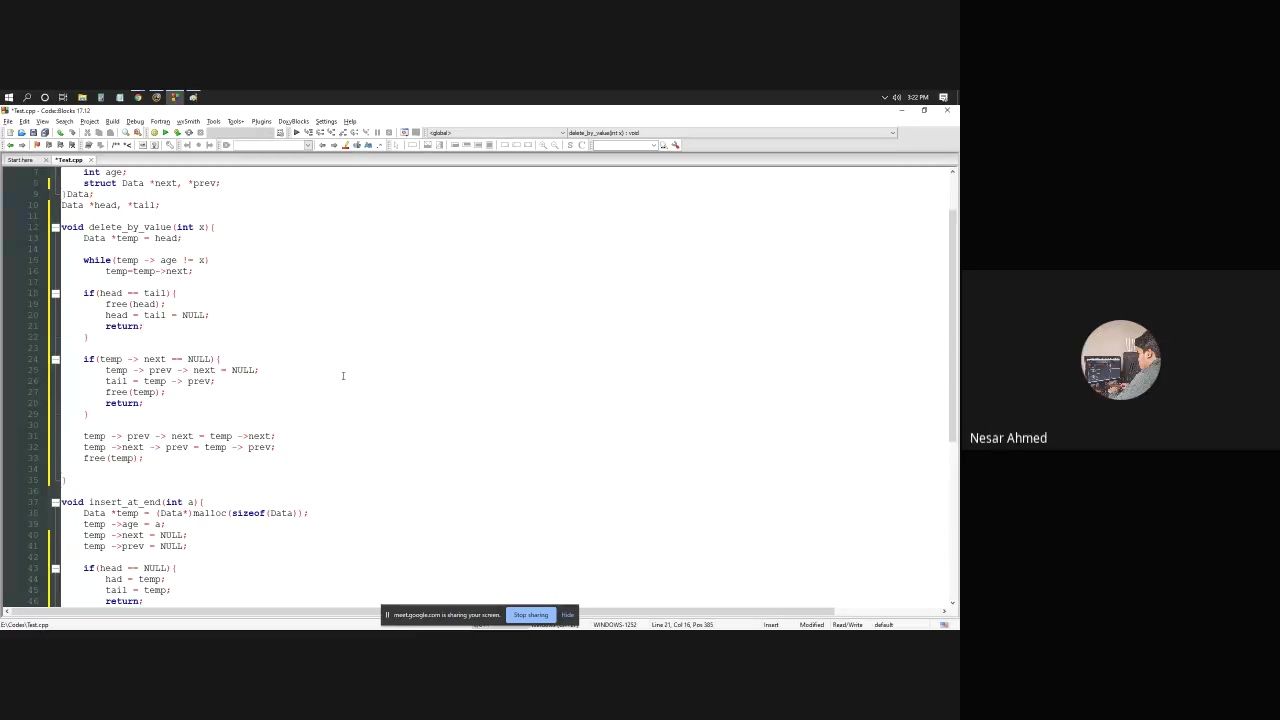 3:22 PM
*Test.cpp - Code::Blocks 17.12
File Edit View Search Project Build Debug Fortran wxSmith Tools Tools+ Plugins DoxyBlocks Settings Help
<global> delete_by_value(int x) : void
Start here *Test.cpp
7 int age;
8 struct Data *next, *prev;
9 }Data;
10 Data *head, *tail;
11
12 void delete_by_value(int x){
13 Data *temp = head;
14
15 while(temp -> age != x)
16 temp=temp->next;
17
18 if(head == tail){
19 free(head);
20 head = tail = NULL;
21 return;
22 }
23
24 if(temp -> next == NULL){
25 temp -> prev -> next = NULL;
26 tail = temp -> prev;
27 free(temp);
28 return;
29 }
30
31 temp -> prev -> next = temp ->next;
32 temp ->next -> prev = temp -> prev;
33 free(temp);
34
35 }
36
37 void insert_at_end(int a){
38 Data *temp = (Data*)malloc(sizeof(Data));
39 temp ->age = a;
40 temp ->next = NULL;
41 temp ->prev = NULL;
42
43 if(head == NULL){
44 had = temp;
45 tail = temp;
46 return;
meet.google.com is sharing your screen. Stop sharing Hide
E:\Codes\Test.cpp WINDOWS-1252 Line 21, Col 16, Pos 385 Insert Modified Read/Write default
Nesar Ahmed